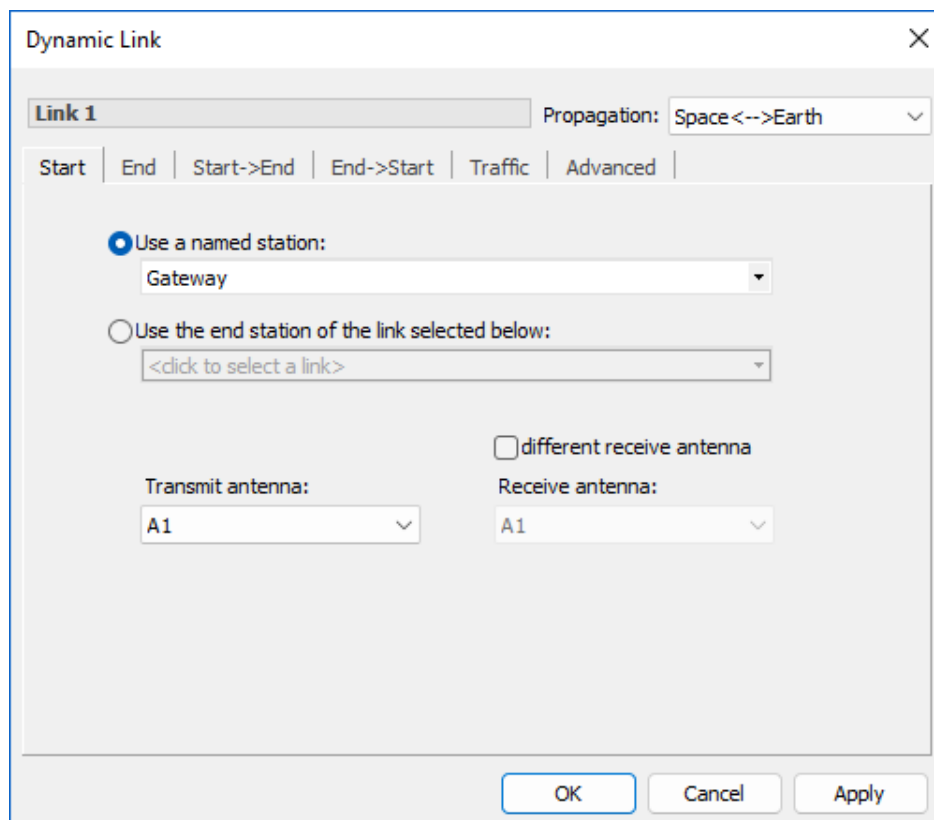 Dynamic Link
Link 1
Propagation: Space<-->Earth
Start End Start->End End->Start Traffic Advanced
Use a named station:
Gateway
Use the end station of the link selected below:
<click to select a link>
different receive antenna
Transmit antenna: Receive antenna:
A1 A1
OK Cancel Apply